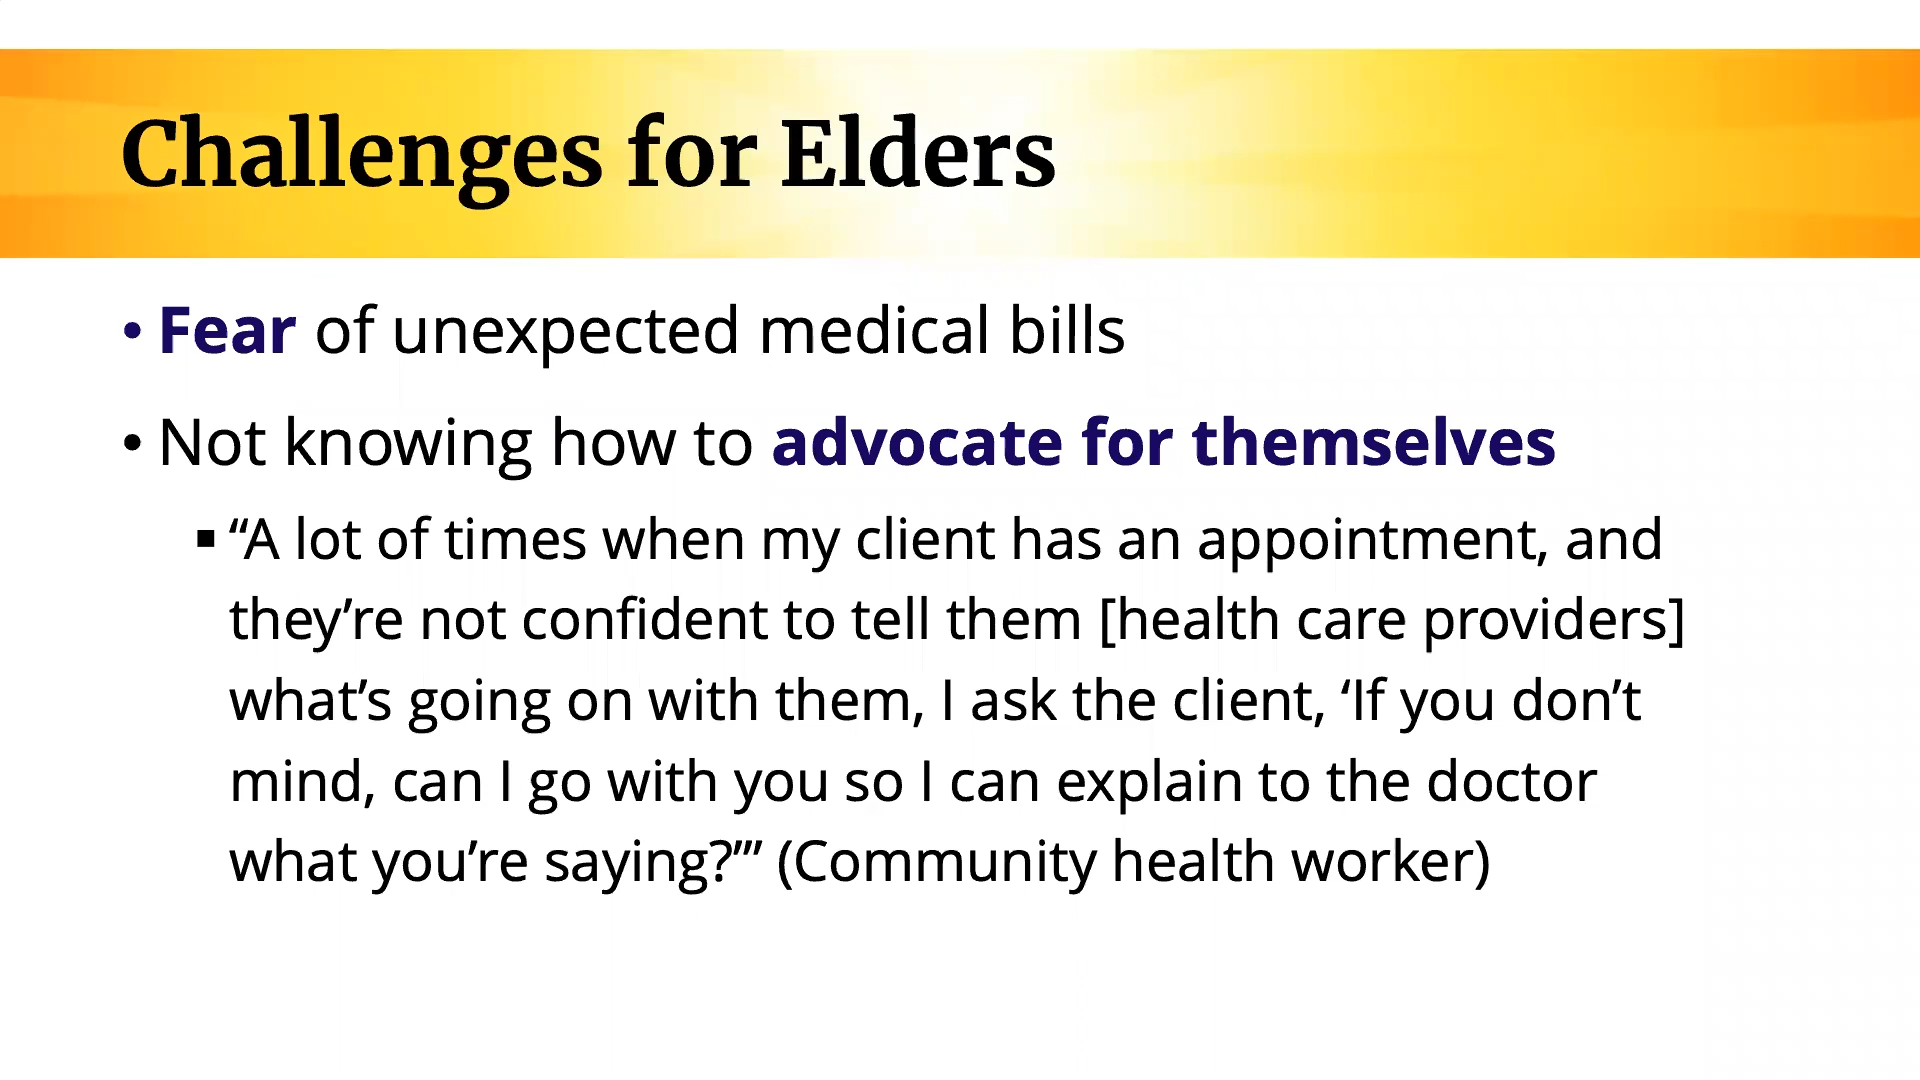 Challenges for Elders
• Fear of unexpected medical bills
• Not knowing how to advocate for themselves
▪ “A lot of times when my client has an appointment, and
they’re not confident to tell them [health care providers]
what’s going on with them, I ask the client, ‘If you don’t
mind, can I go with you so I can explain to the doctor
what you’re saying?’” (Community health worker)